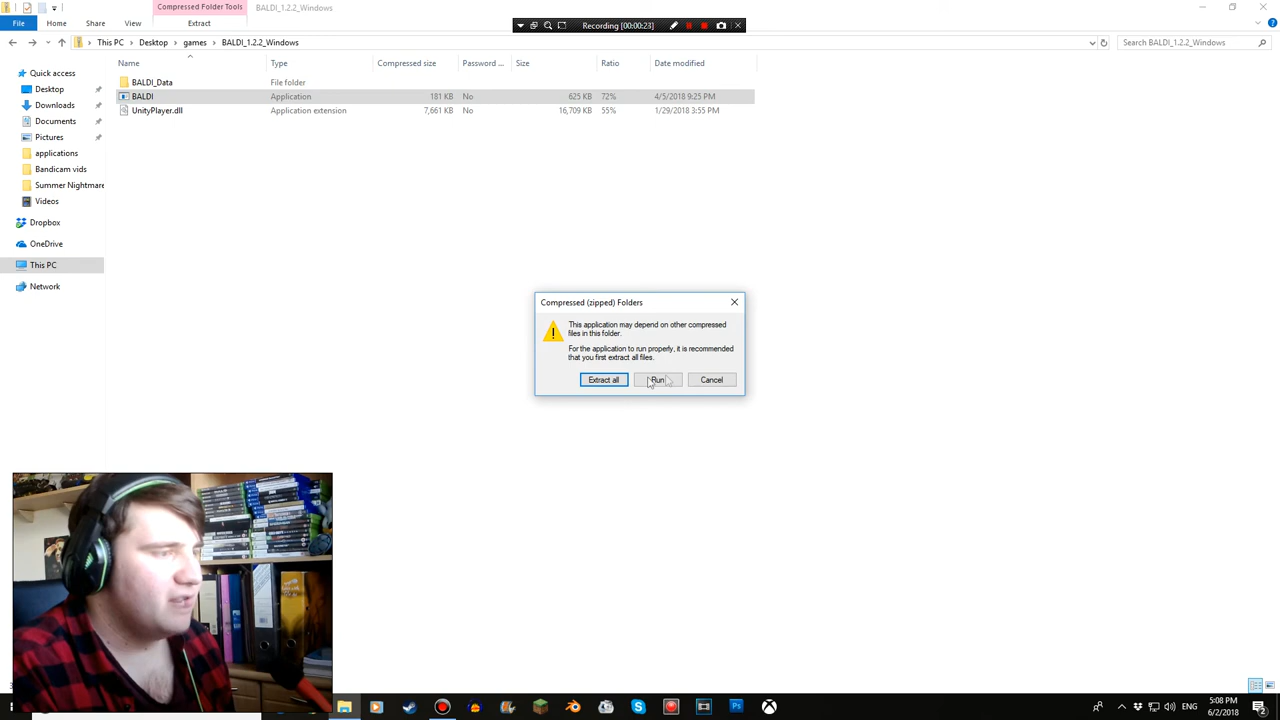 Compressed Folder Tools
BALDI_1.2.2_Windows
File Home Share View Extract
Recording [00:00:23]
This PC Desktop games BALDI_1.2.2_Windows
Search BALDI_1.2.2_Windows
Name Type Compressed size Password ... Size Ratio Date modified
BALDI_Data File folder
BALDI Application 181 KB No 625 KB 72% 4/5/2018 9:25 PM
UnityPlayer.dll Application extension 7,661 KB No 16,709 KB 55% 1/29/2018 3:55 PM
Quick access
Desktop
Downloads
Documents
Pictures
applications
Bandicam vids
Summer Nightmare
Videos
Dropbox
OneDrive
This PC
Network
Compressed (zipped) Folders
This application may depend on other compressed
files in this folder.
For the application to run properly, it is recommended
that you first extract all files.
Extract all Run Cancel
ENG
5:08 PM
6/2/2018